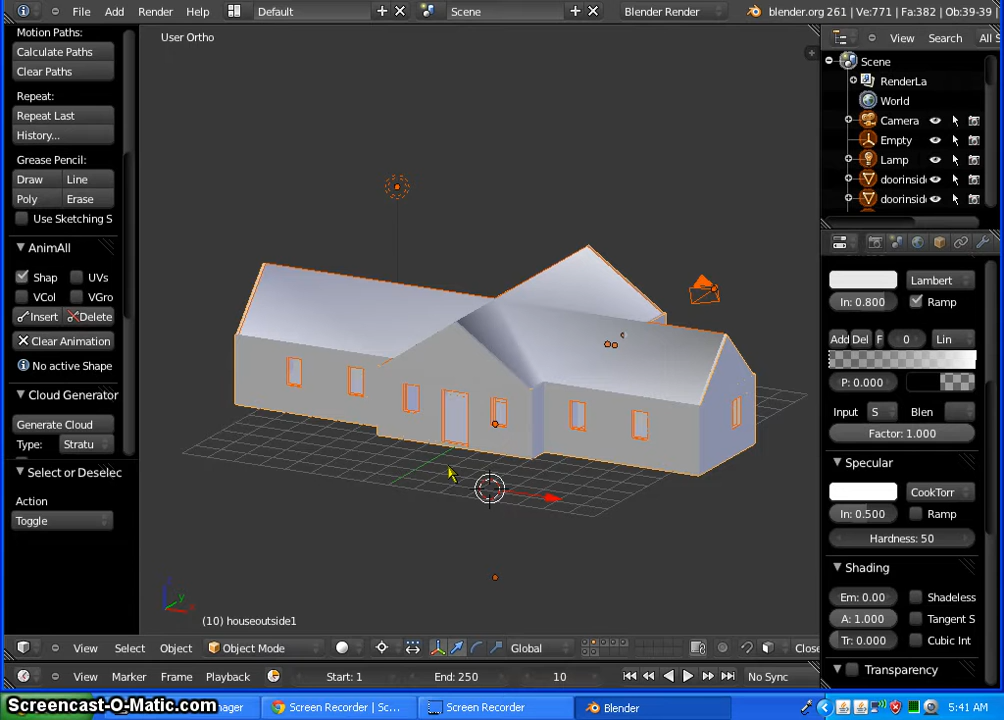 File Add Render Help Default Scene Blender Render blender.org 261 | Ve:771 | Fa:382 | Ob:39-39 |
Motion Paths:
Calculate Paths
Clear Paths
Repeat:
Repeat Last
History...
Grease Pencil:
Draw Line
Poly Erase
Use Sketching S
AnimAll
Shap UVs
VCol VGro
Insert Delete
Clear Animation
No active Shape
Cloud Generator
Generate Cloud
Type: Stratu
Select or Deselec
Action
Toggle
User Ortho
(10) houseoutside1
View Select Object Object Mode Global Close
View Marker Frame Playback Start: 1 End: 250 10 No Sync
View Search All S
Scene
RenderLa
World
Camera
Empty
Lamp
doorinside
doorinside
Lambert
In: 0.800 Ramp
Add Del F 0 Lin
P: 0.000
Input S Blen
Factor: 1.000
Specular
CookTorr
In: 0.500 Ramp
Hardness: 50
Shading
Em: 0.00 Shadeless
A: 1.000 Tangent S
Tr: 0.000 Cubic Int
Transparency
Screencast-O-Matic.com
nager Screen Recorder | Sc... Screen Recorder Blender 5:41 AM